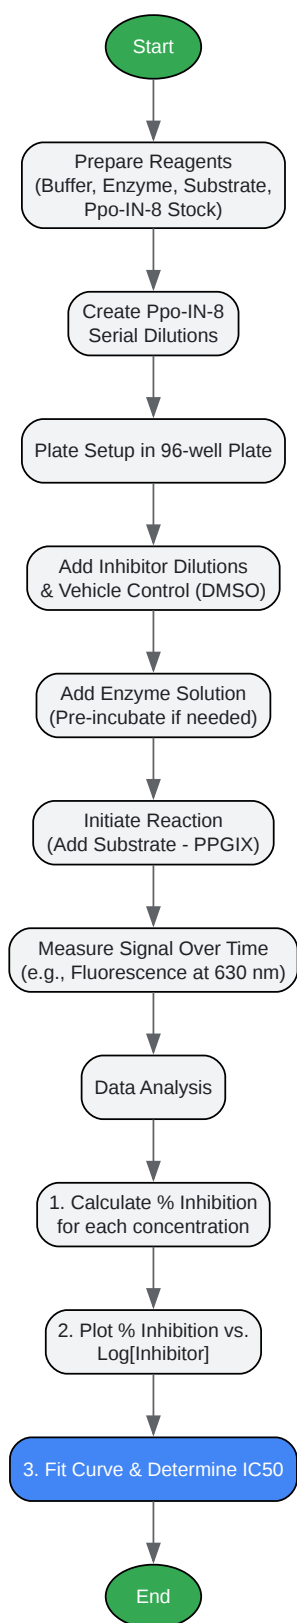 Start
Prepare Reagents
(Buffer, Enzyme, Substrate,
Ppo-IN-8 Stock)
Create Ppo-IN-8
Serial Dilutions
Plate Setup in 96-well Plate
Add Inhibitor Dilutions
& Vehicle Control (DMSO)
Add Enzyme Solution
(Pre-incubate if needed)
Initiate Reaction
(Add Substrate - PPGIX)
Measure Signal Over Time
(e.g., Fluorescence at 630 nm)
Data Analysis
1. Calculate % Inhibition
for each concentration
2. Plot % Inhibition vs.
Log[Inhibitor]
3. Fit Curve & Determine IC50
End